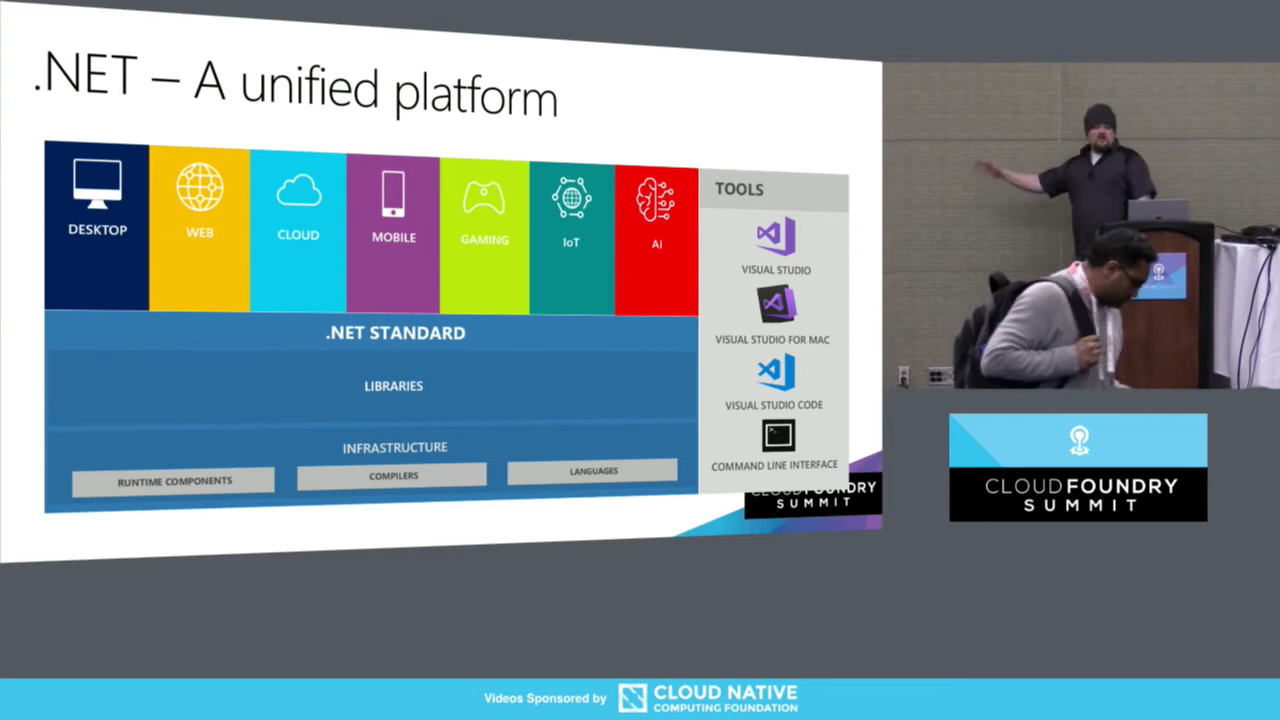 .NET – A unified platform
DESKTOP
WEB
CLOUD
MOBILE
GAMING
IoT
AI
.NET STANDARD
LIBRARIES
INFRASTRUCTURE
RUNTIME COMPONENTS
COMPILERS
LANGUAGES
TOOLS
VISUAL STUDIO
VISUAL STUDIO FOR MAC
VISUAL STUDIO CODE
COMMAND LINE INTERFACE
CLOUD FOUNDRY
SUMMIT
CLOUD FOUNDRY
SUMMIT
Videos Sponsored by
CLOUD NATIVE
COMPUTING FOUNDATION